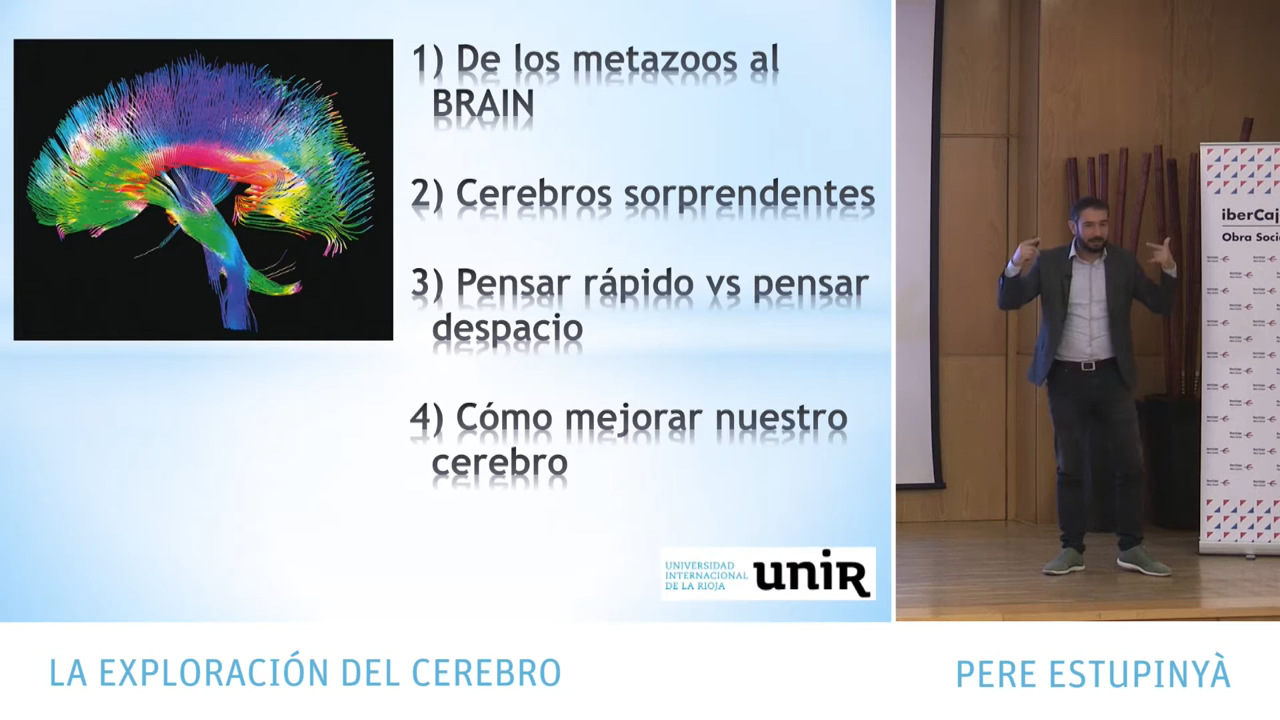 1) De los metazoos al
BRAIN
2) Cerebros sorprendentes
3) Pensar rápido vs pensar
despacio
4) Cómo mejorar nuestro
cerebro
UNIVERSIDAD
INTERNACIONAL
DE LA RIOJA
unIR
iberCaj
Obra Soci
LA EXPLORACIÓN DEL CEREBRO
PERE ESTUPINYÀ